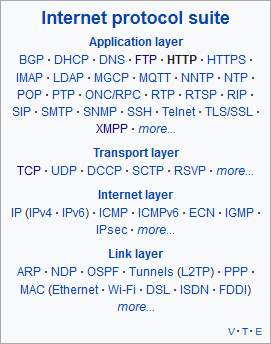 Internet protocol suite
Application layer
BGP · DHCP · DNS · FTP · HTTP · HTTPS ·
IMAP · LDAP · MGCP · MQTT · NNTP · NTP ·
POP · PTP · ONC/RPC · RTP · RTSP · RIP ·
SIP · SMTP · SNMP · SSH · Telnet · TLS/SSL ·
XMPP · more...
Transport layer
TCP · UDP · DCCP · SCTP · RSVP · more...
Internet layer
IP (IPv4 · IPv6) · ICMP · ICMPv6 · ECN · IGMP ·
IPsec · more...
Link layer
ARP · NDP · OSPF · Tunnels (L2TP) · PPP ·
MAC (Ethernet · Wi-Fi · DSL · ISDN · FDDI)
more...
V · T · E